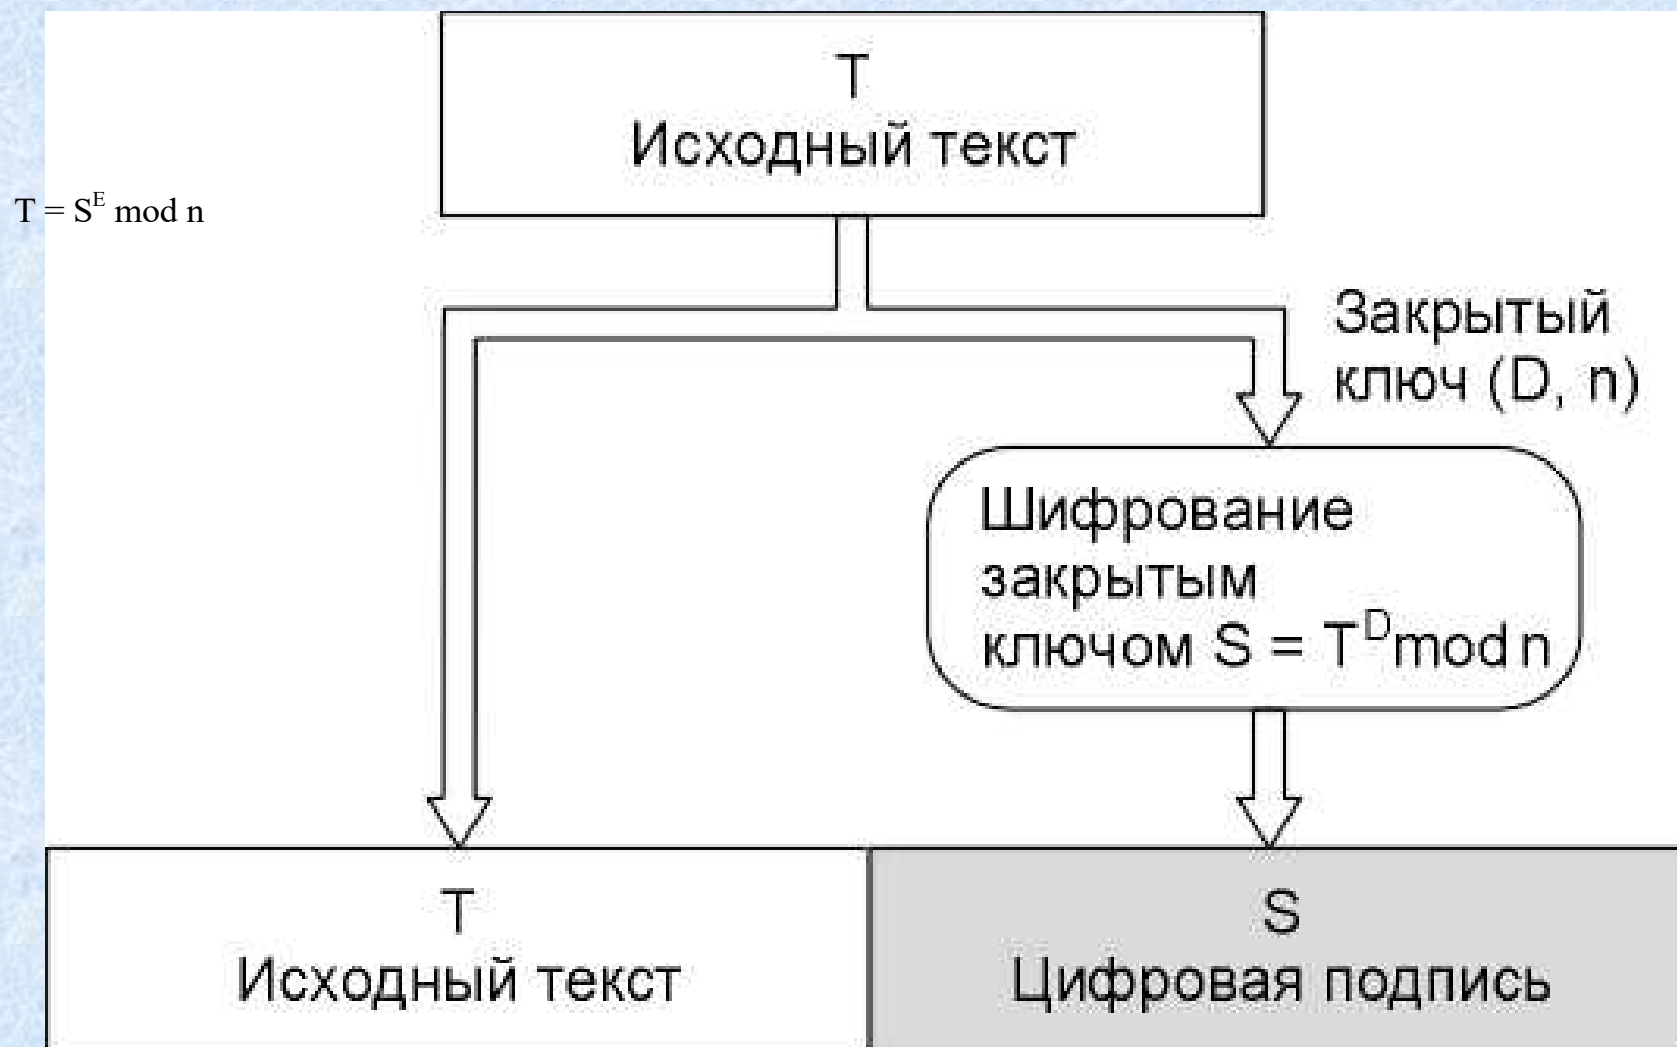 T
Исходный текст
T = S^E mod n
Закрытый
ключ (D, n)
Шифрование
закрытым
ключом S = T^D mod n
T
Исходный текст
S
Цифровая подпись